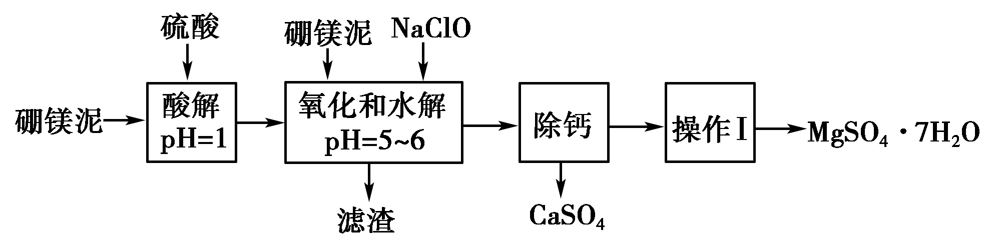 硫酸
硼镁泥 NaClO
硼镁泥
酸解
pH=1
氧化和水解
pH=5~6
除钙
操作Ⅰ
MgSO₄·7H₂O
滤渣
CaSO₄